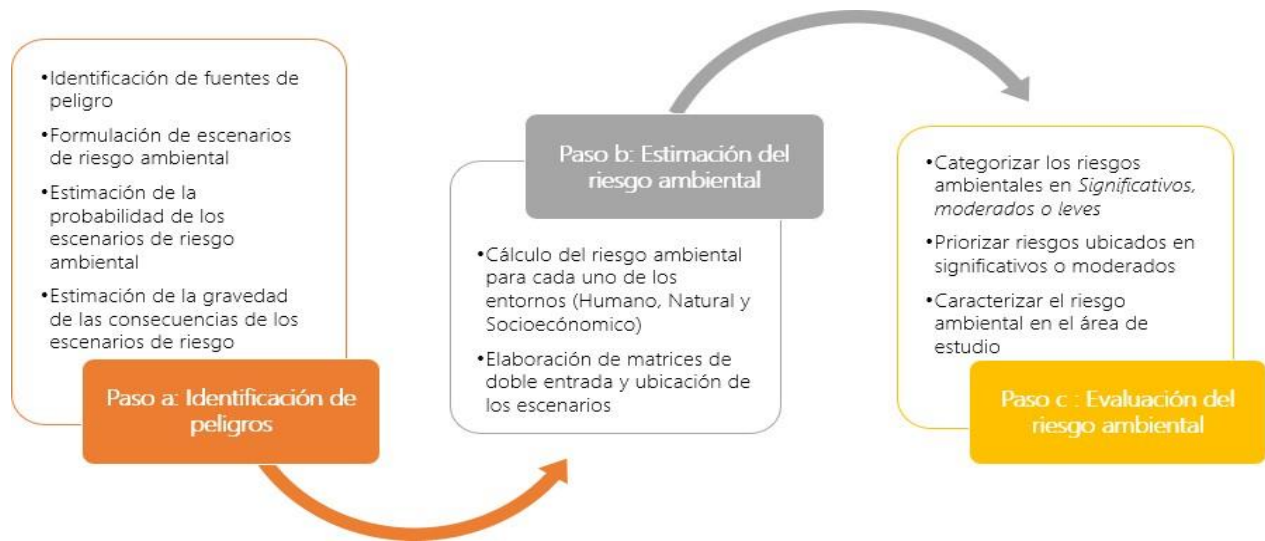 •Identificación de fuentes de
peligro
•Formulación de escenarios
de riesgo ambiental
•Estimación de la
probabilidad de los
escenarios de riesgo
ambiental
•Estimación de la gravedad
de las consecuencias de los
escenarios de riesgo
Paso a: Identificación de
peligros
Paso b: Estimación del
riesgo ambiental
•Cálculo del riesgo ambiental
para cada uno de los
entornos (Humano, Natural y
Socioecónomico)
•Elaboración de matrices de
doble entrada y ubicación de
los escenarios
•Categorizar los riesgos
ambientales en Significativos,
moderados o leves
•Priorizar riesgos ubicados en
significativos o moderados
•Caracterizar el riesgo
ambiental en el área de
estudio
Paso c : Evaluación del
riesgo ambiental